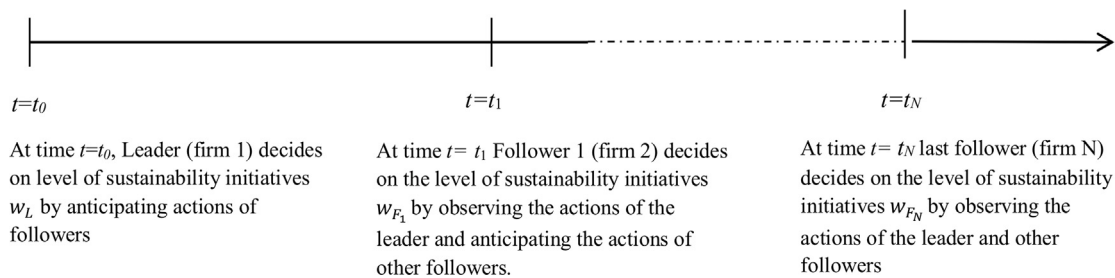 t=t0
t=t1
t=tN
At time t=t0, Leader (firm 1) decides
on level of sustainability initiatives
wL by anticipating actions of
followers
At time t= t1 Follower 1 (firm 2) decides
on the level of sustainability initiatives
wF1 by observing the actions of the
leader and anticipating the actions of
other followers.
At time t= tN last follower (firm N)
decides on the level of sustainability
initiatives wFN by observing the
actions of the leader and other
followers